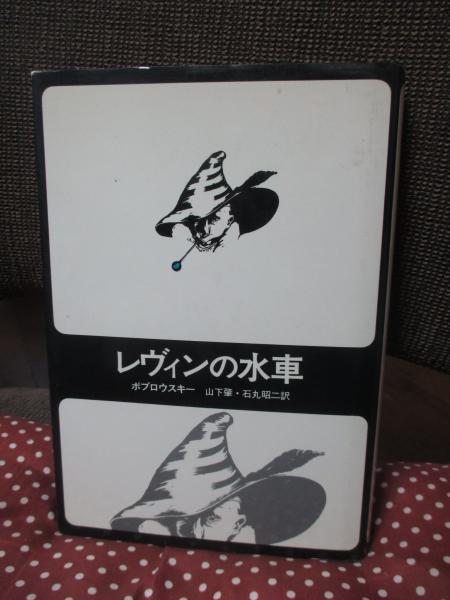 レヴィンの水車
ボブロウスキー 山下肇・石丸昭二訳